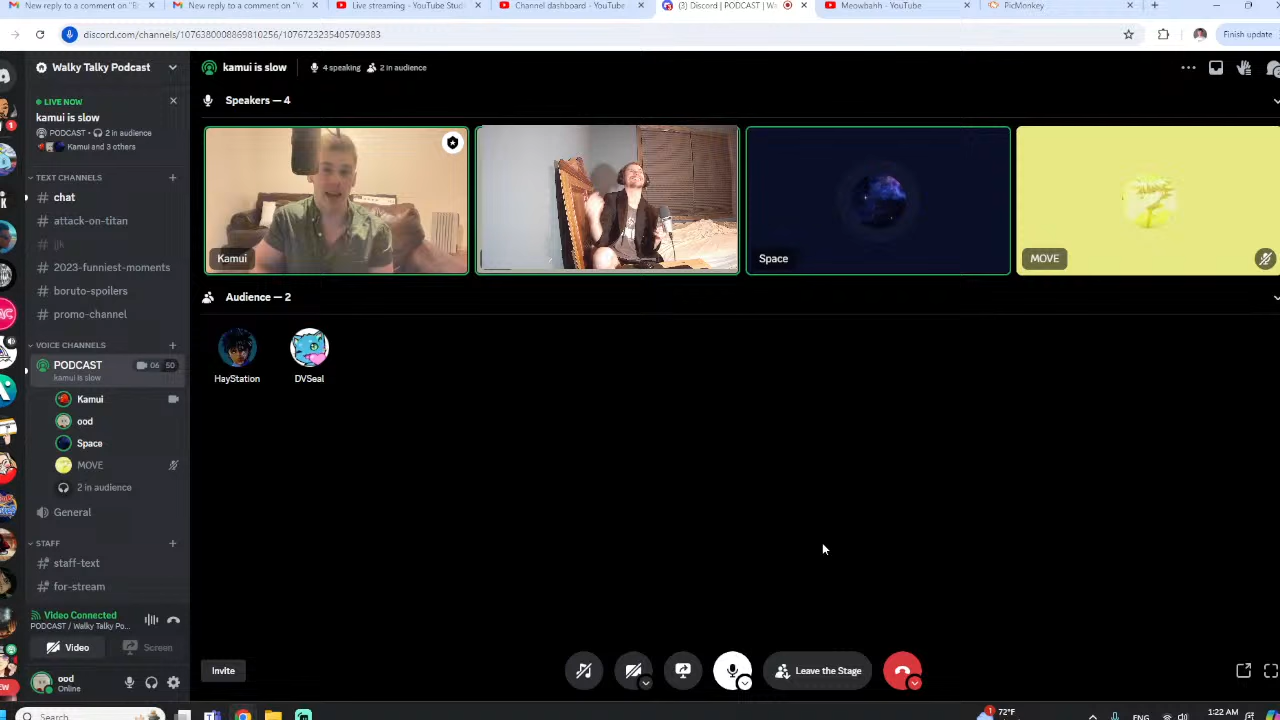 New reply to comment on "E
New reply to comment on "Y
Live streaming - YouTube Studi
Channel dashboard - YouTube
(3) Discord | PODCAST | Wa
Meowbahh - YouTube
PicMonkey
discord.com/channels/1076380008869810256/1076723235405709383
Finish update
Walky Talky Podcast
LIVE NOW
kamui is slow
PODCAST • 2 in audience
Kamui and 3 others
TEXT CHANNELS
chat
attack-on-titan
jjk
2023-funniest-moments
boruto-spoilers
promo-channel
VOICE CHANNELS
PODCAST
06 50
kamui is slow
Kamui
ood
Space
MOVE
2 in audience
General
STAFF
staff-text
for-stream
Video Connected
PODCAST / Walky Talky Po...
Video
Screen
ood
Online
kamui is slow
4 speaking
2 in audience
Speakers — 4
Kamui
Space
MOVE
Audience — 2
HayStation
DVSeal
Invite
Leave the Stage
Search
1
72°F
ENG
1:22 AM